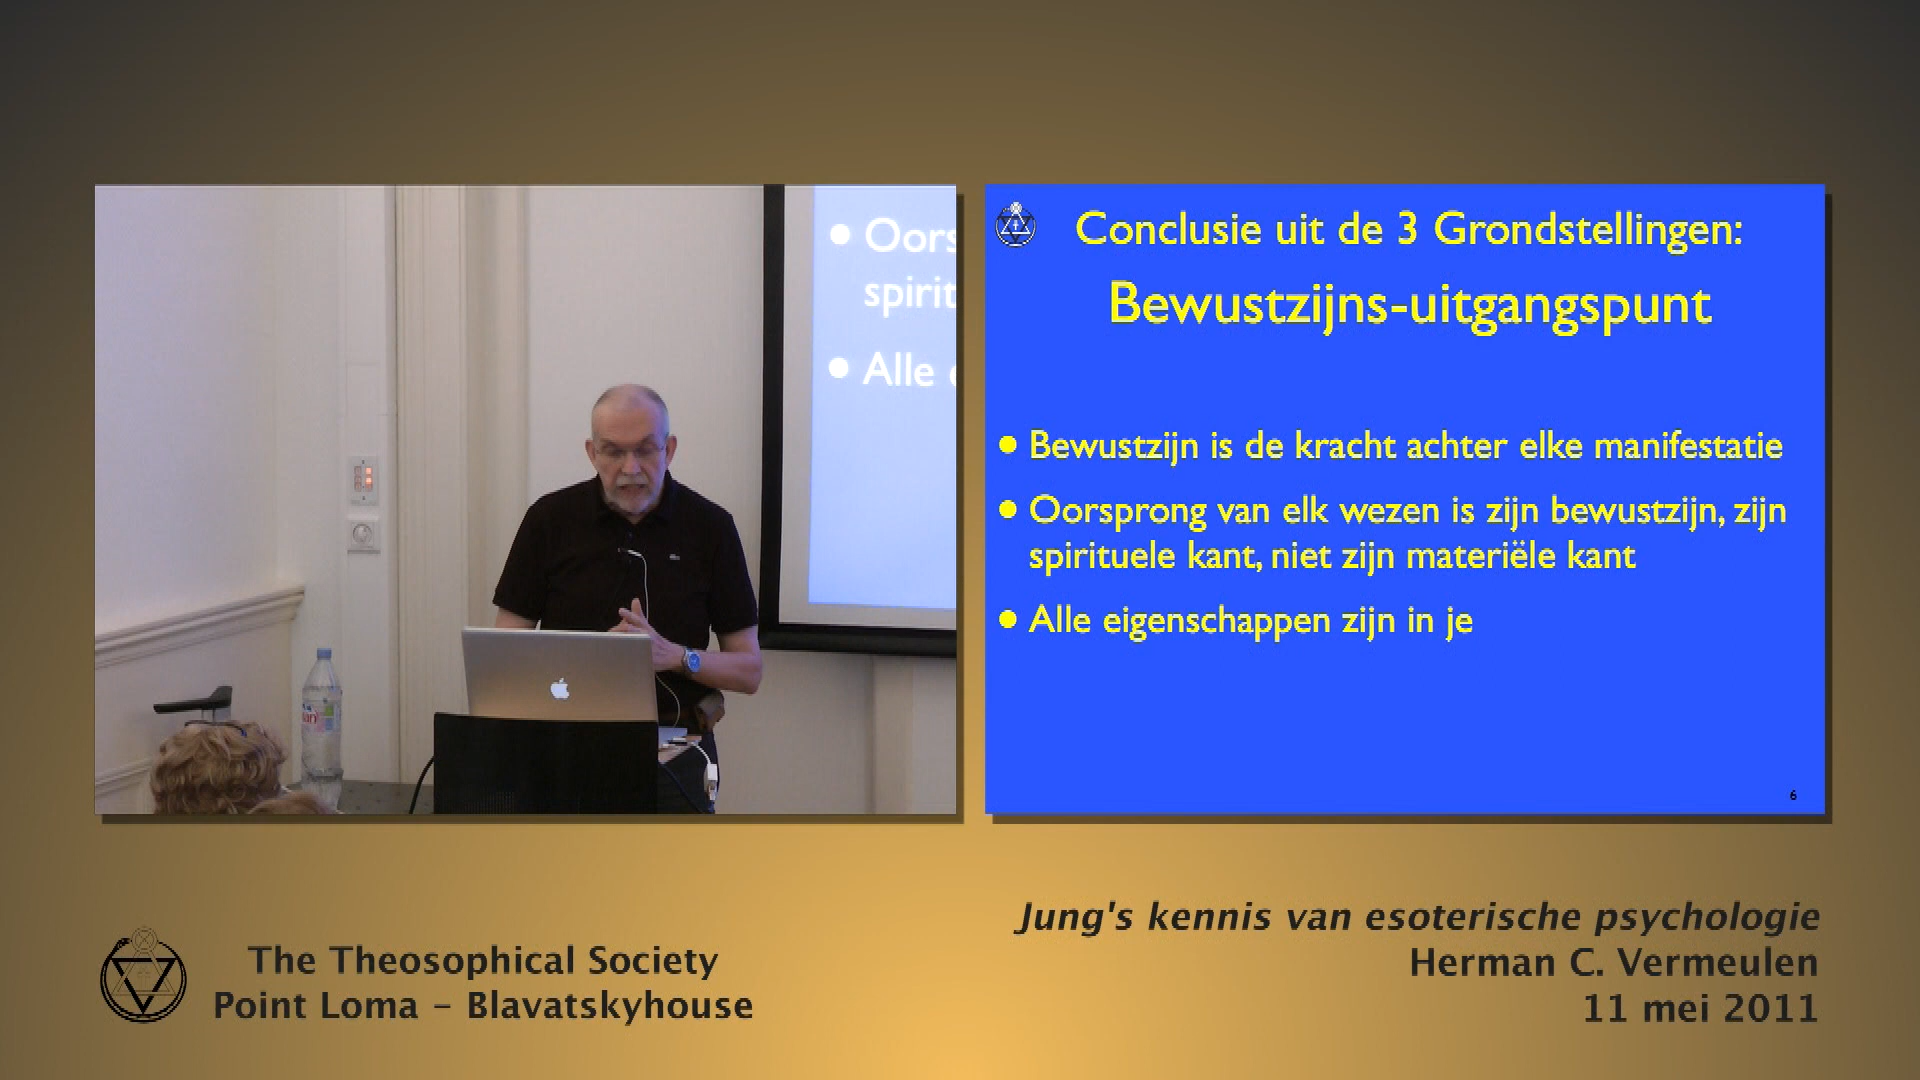 Oors
spirit
Alle
Conclusie uit de 3 Grondstellingen:
Bewustzijns-uitgangspunt
• Bewustzijn is de kracht achter elke manifestatie
• Oorsprong van elk wezen is zijn bewustzijn, zijn
spirituele kant, niet zijn materiële kant
• Alle eigenschappen zijn in je
6
The Theosophical Society
Point Loma – Blavatskyhouse
Jung's kennis van esoterische psychologie
Herman C. Vermeulen
11 mei 2011